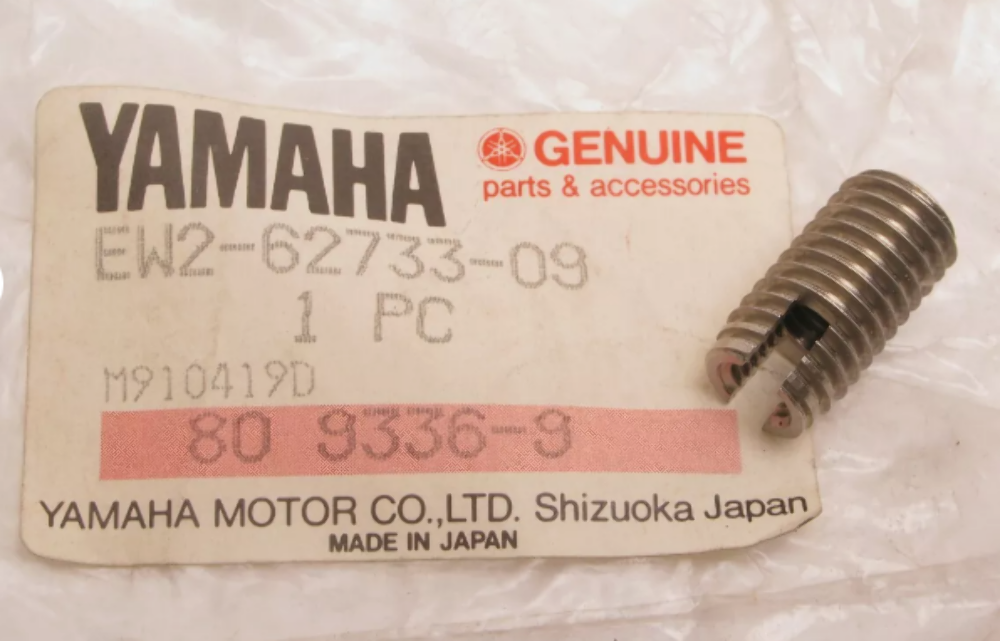 YAMAHA
GENUINE
parts & accessories
EW2-62733-09
1 PC
M910419D
80 9336-9
YAMAHA MOTOR CO.,LTD. Shizuoka Japan
MADE IN JAPAN